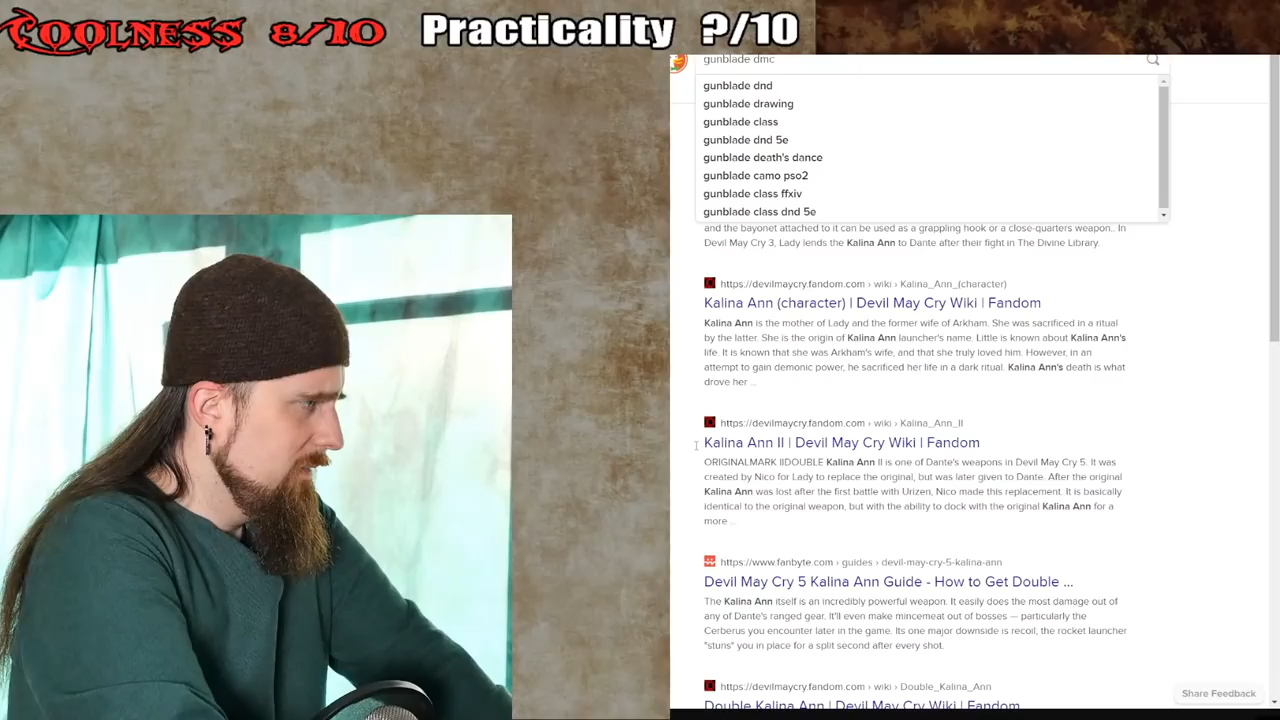 COOLNESS 8/10 Practicality ?/10
gunblade dmc
gunblade dnd
gunblade drawing
gunblade class
gunblade dnd 5e
gunblade death's dance
gunblade camo pso2
gunblade class ffxiv
gunblade class dnd 5e
and the bayonet attached to it can be used as a grappling hook or a close-quarters weapon.. In
Devil May Cry 3, Lady lends the Kalina Ann to Dante after their fight in The Divine Library.
https://devilmaycry.fandom.com › wiki › Kalina_Ann_(character)
Kalina Ann (character) | Devil May Cry Wiki | Fandom
Kalina Ann is the mother of Lady and the former wife of Arkham. She was sacrificed in a ritual
by the latter. She is the origin of Kalina Ann launcher's name. Little is known about Kalina Ann's
life. It is known that she was Arkham's wife, and that she truly loved him. However, in an
attempt to gain demonic power, he sacrificed her life in a dark ritual. Kalina Ann's death is what
drove her ...
https://devilmaycry.fandom.com › wiki › Kalina_Ann_II
Kalina Ann II | Devil May Cry Wiki | Fandom
ORIGINALMARK IIDOUBLE Kalina Ann II is one of Dante's weapons in Devil May Cry 5. It was
created by Nico for Lady to replace the original, but was later given to Dante. After the original
Kalina Ann was lost after the first battle with Urizen, Nico made this replacement. It is basically
identical to the original weapon, but with the ability to dock with the original Kalina Ann for a
more ...
https://www.fanbyte.com › guides › devil-may-cry-5-kalina-ann
Devil May Cry 5 Kalina Ann Guide - How to Get Double ...
The Kalina Ann itself is an incredibly powerful weapon. It easily does the most damage out of
any of Dante's ranged gear. It'll even make mincemeat out of bosses — particularly the
Cerberus you encounter later in the game. Its one major downside is recoil, the rocket launcher
"stuns" you in place for a split second after every shot.
https://devilmaycry.fandom.com › wiki › Double_Kalina_Ann
Double Kalina Ann | Devil May Cry Wiki | Fandom
Share Feedback